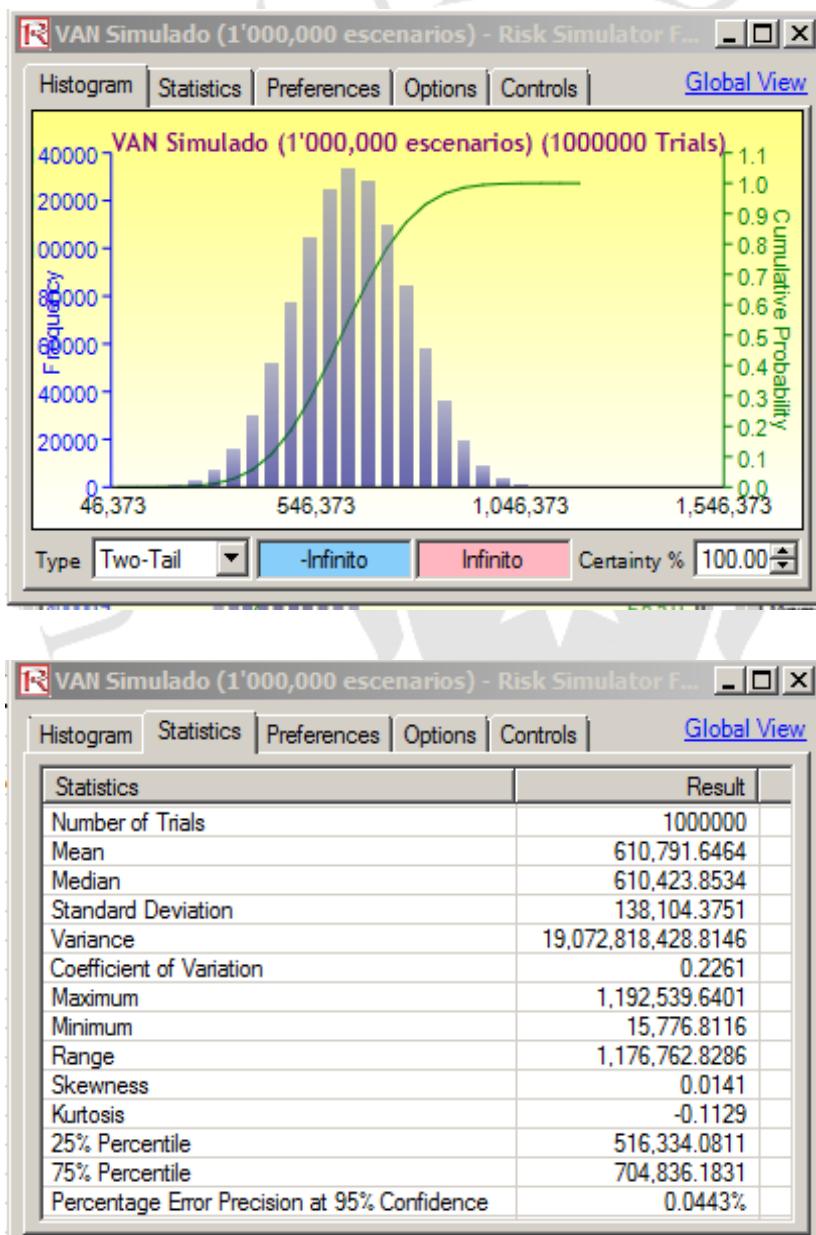 VAN Simulado (1'000,000 escenarios) - Risk Simulator F...
Histogram Statistics Preferences Options Controls Global View
VAN Simulado (1'000,000 escenarios) (1000000 Trials)
40000
20000
00000
80000
60000
40000
20000
0
Frequency
1.1
1.0
0.9
0.8
0.7
0.6
0.5
0.4
0.3
0.2
0.1
0.0
Cumulative Probability
46,373 546,373 1,046,373 1,546,373
Type Two-Tail -Infinito Infinito Certainty % 100.00
VAN Simulado (1'000,000 escenarios) - Risk Simulator F...
Histogram Statistics Preferences Options Controls Global View
Statistics Result
Number of Trials 1000000
Mean 610,791.6464
Median 610,423.8534
Standard Deviation 138,104.3751
Variance 19,072,818,428.8146
Coefficient of Variation 0.2261
Maximum 1,192,539.6401
Minimum 15,776.8116
Range 1,176,762.8286
Skewness 0.0141
Kurtosis -0.1129
25% Percentile 516,334.0811
75% Percentile 704,836.1831
Percentage Error Precision at 95% Confidence 0.0443%